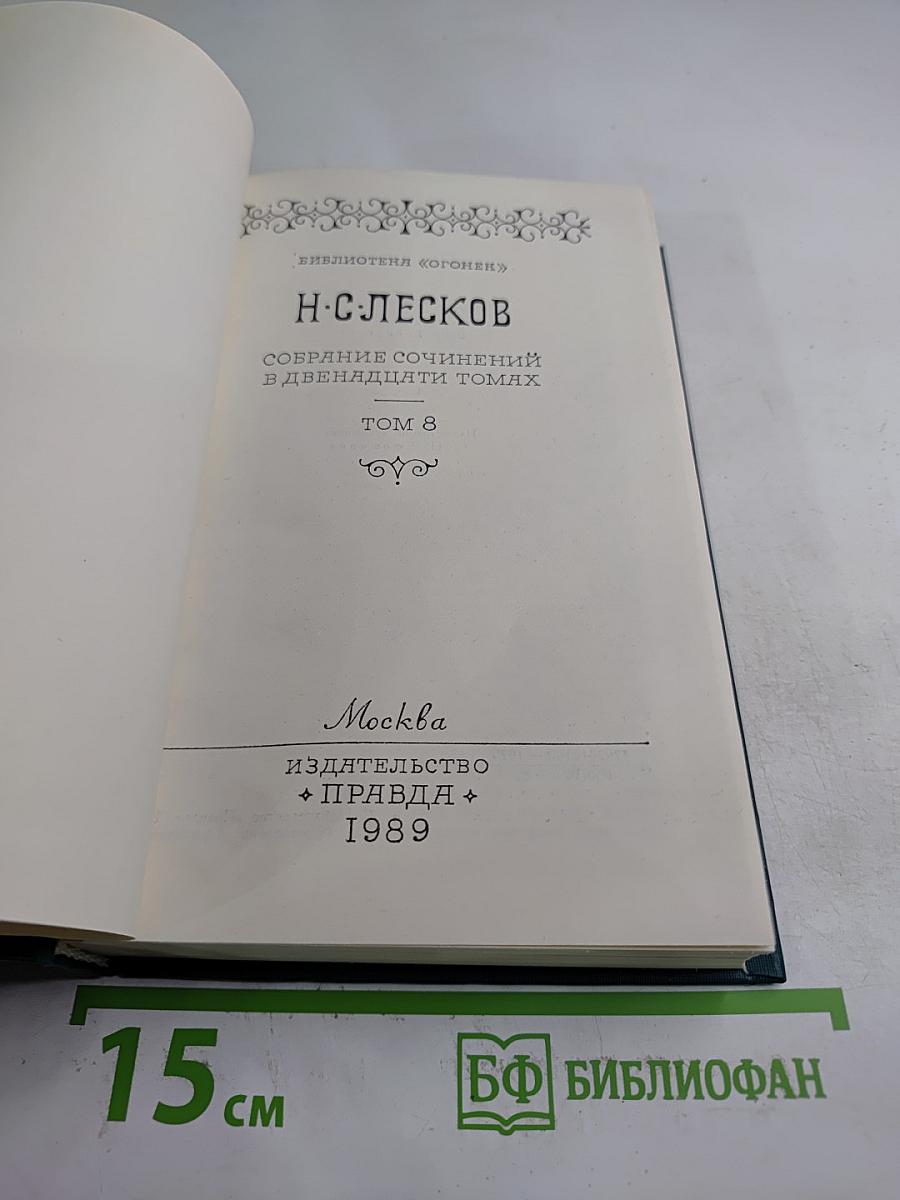 БИБЛИОТЕКА «ОГОНЕК»
Н·С·ЛЕСКОВ
СОБРАНИЕ СОЧИНЕНИЙ
В ДВЕНАДЦАТИ ТОМАХ
ТОМ 8
Москва
ИЗДАТЕЛЬСТВО
ПРАВДА
1989
15 см
БФ БИБЛИОФАН